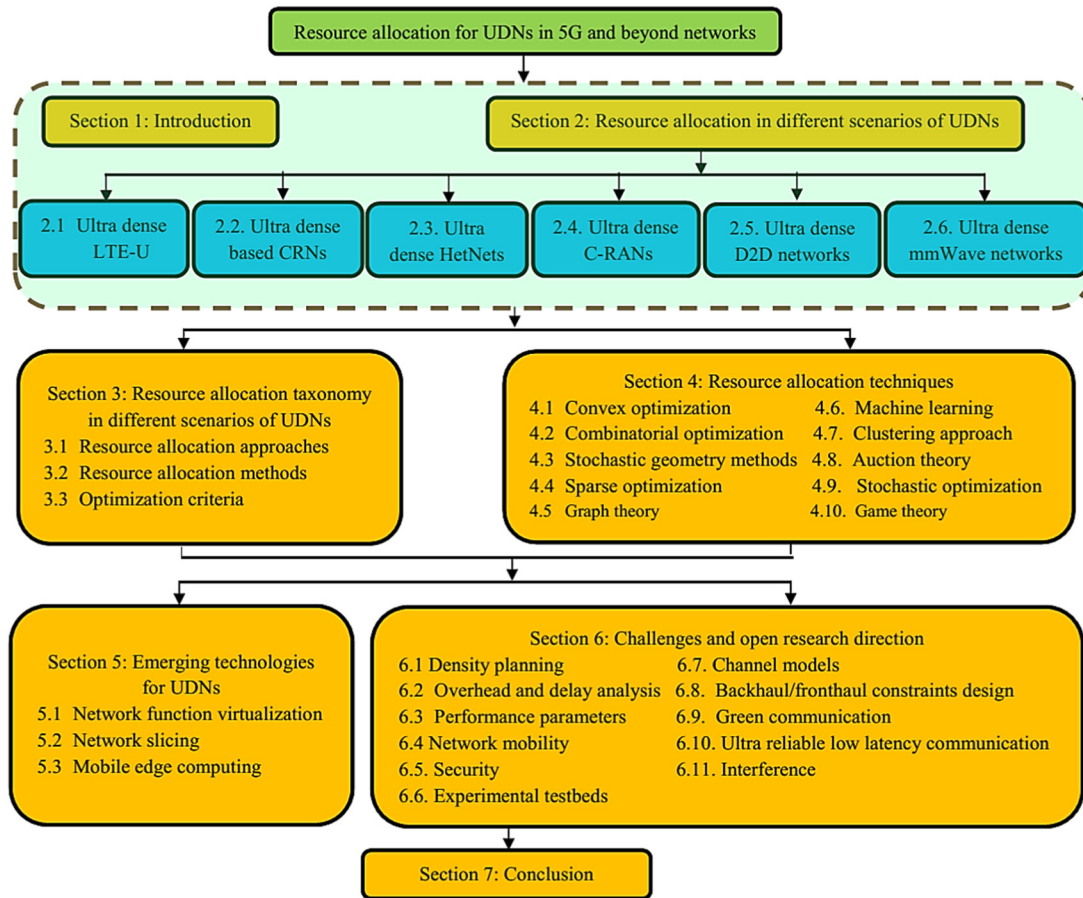 Resource allocation for UDNs in 5G and beyond networks
Section 1: Introduction
Section 2: Resource allocation in different scenarios of UDNs
2.1 Ultra dense
LTE-U
2.2. Ultra dense
based CRNs
2.3. Ultra
dense HetNets
2.4. Ultra dense
C-RANs
2.5. Ultra dense
D2D networks
2.6. Ultra dense
mmWave networks
Section 3: Resource allocation taxonomy
in different scenarios of UDNs
3.1 Resource allocation approaches
3.2 Resource allocation methods
3.3 Optimization criteria
Section 4: Resource allocation techniques
4.1 Convex optimization
4.2 Combinatorial optimization
4.3 Stochastic geometry methods
4.4 Sparse optimization
4.5 Graph theory
4.6. Machine learning
4.7. Clustering approach
4.8. Auction theory
4.9. Stochastic optimization
4.10. Game theory
Section 5: Emerging technologies
for UDNs
5.1 Network function virtualization
5.2 Network slicing
5.3 Mobile edge computing
Section 6: Challenges and open research direction
6.1 Density planning
6.2 Overhead and delay analysis
6.3 Performance parameters
6.4 Network mobility
6.5. Security
6.6. Experimental testbeds
6.7. Channel models
6.8. Backhaul/fronthaul constraints design
6.9. Green communication
6.10. Ultra reliable low latency communication
6.11. Interference
Section 7: Conclusion